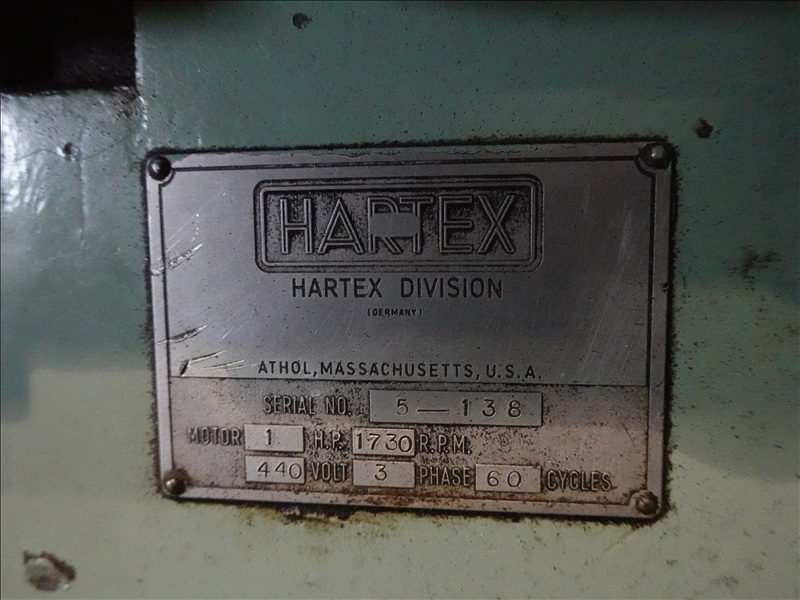 HARTEX
HARTEX DIVISION
(GERMANY)
ATHOL, MASSACHUSETTS, U.S.A.
SERIAL NO. 5-138
MOTOR 1 H.P. 1730 R.P.M.
440 VOLT 3 PHASE 60 CYCLES